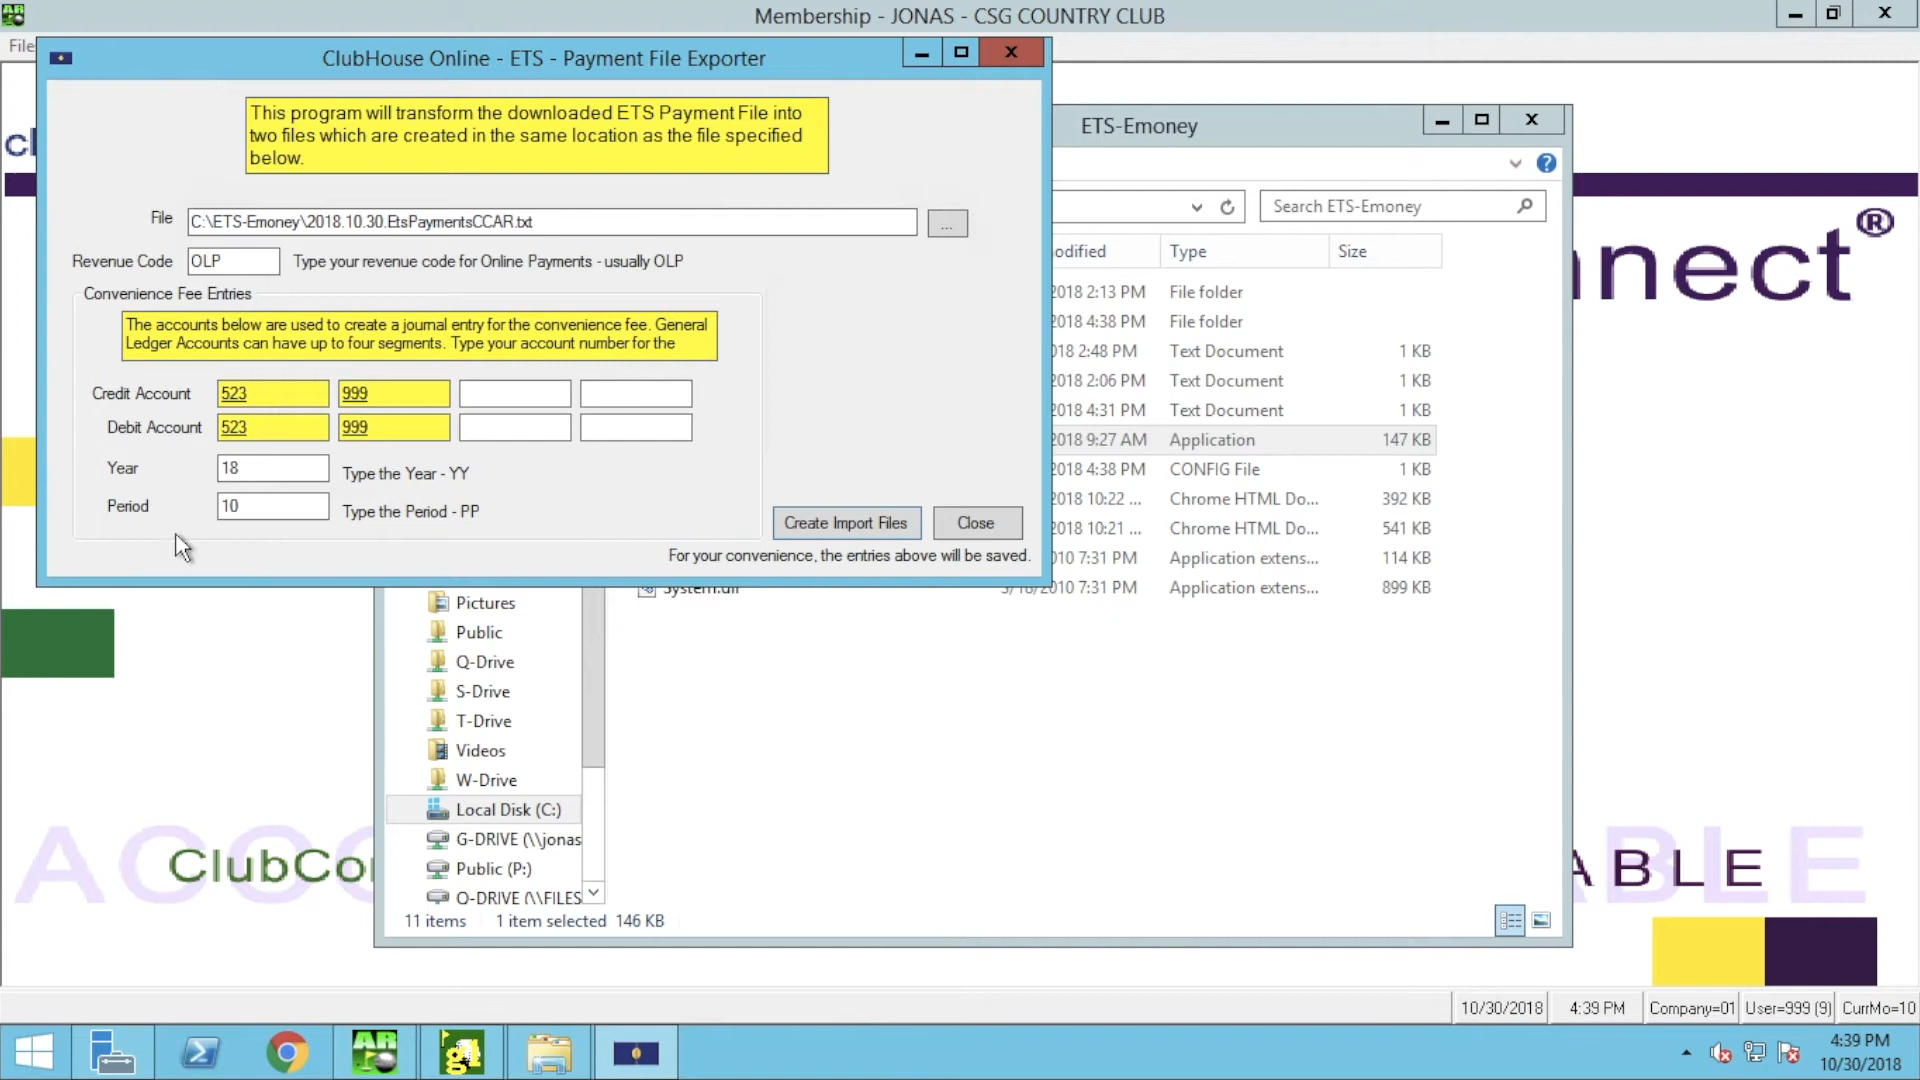 Membership - JONAS - CSG COUNTRY CLUB
File
ClubHouse Online - ETS - Payment File Exporter
This program will transform the downloaded ETS Payment File into
two files which are created in the same location as the file specified
below.
File C:\ETS-Emoney\2018.10.30.EtsPaymentsCCAR.txt ...
Revenue Code OLP Type your revenue code for Online Payments - usually OLP
Convenience Fee Entries
The accounts below are used to create a journal entry for the convenience fee. General
Ledger Accounts can have up to four segments. Type your account number for the
Credit Account 523 999
Debit Account 523 999
Year 18 Type the Year - YY
Period 10 Type the Period - PP
Create Import Files Close
For your convenience, the entries above will be saved.
ETS-Emoney
Search ETS-Emoney
odified Type Size
2018 2:13 PM File folder
2018 4:38 PM File folder
018 2:48 PM Text Document 1 KB
2018 2:06 PM Text Document 1 KB
2018 4:31 PM Text Document 1 KB
2018 9:27 AM Application 147 KB
2018 4:38 PM CONFIG File 1 KB
2018 10:22 ... Chrome HTML Do... 392 KB
2018 10:21 ... Chrome HTML Do... 541 KB
2010 7:31 PM Application extens... 114 KB
2010 7:31 PM Application extens... 899 KB
Pictures
Public
Q-Drive
S-Drive
T-Drive
Videos
W-Drive
Local Disk (C:)
G-DRIVE (\\jonas
Public (P:)
Q-DRIVE (\\FILES
11 items 1 item selected 146 KB
nnect®
ClubCo
ABLE
10/30/2018 4:39 PM Company=01 User=999 (9) CurrMo=10
AR
4:39 PM
10/30/2018